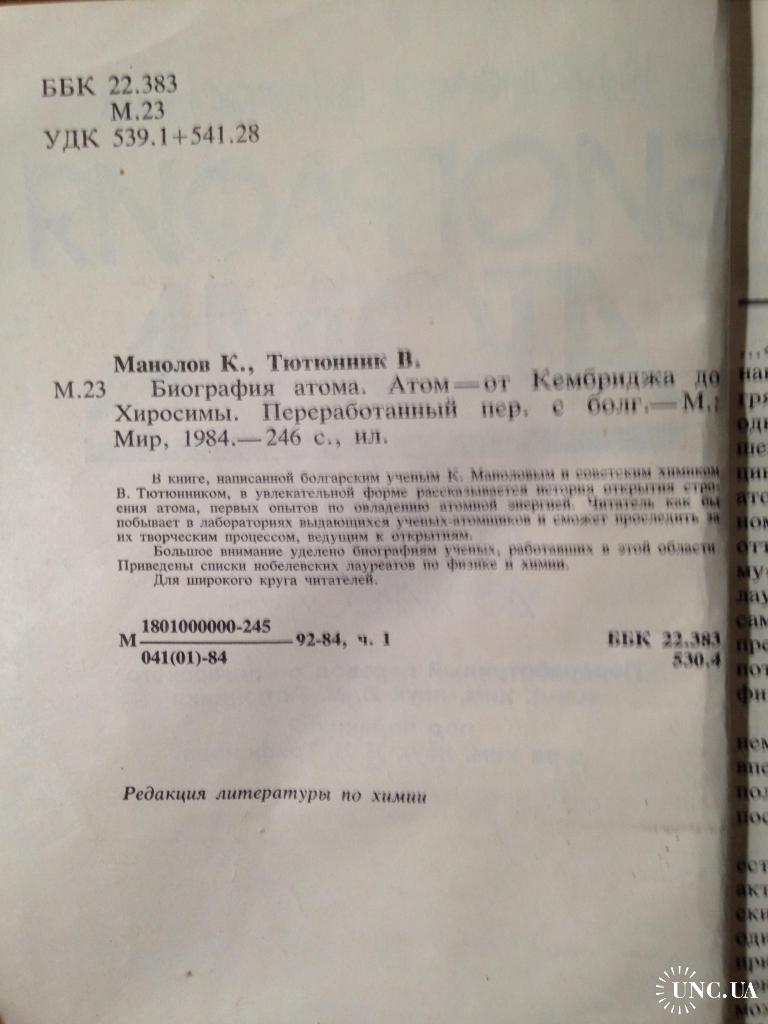 ББК 22.383
М.23
УДК 539.1+541.28
Манолов К., Тютюнник В.
М.23 Биография атома. Атом — от Кембриджа до
Хиросимы. Переработанный пер. с болг. — М.:
Мир, 1984. — 246 с., ил.
В книге, написанной болгарским ученым К. Маноловым и советским химиком
В. Тютюнником, в увлекательной форме рассказывается история открытия стро-
ения атома, первых опытов по овладению атомной энергией. Читатель как бы
побывает в лабораториях выдающихся ученых-атомщиков и сможет проследить за
их творческим процессом, ведущим к открытиям.
Большое внимание уделено биографиям ученых, работавших в этой области.
Приведены списки нобелевских лауреатов по физике и химии.
Для широкого круга читателей.
1801000000-245
М ——— 92-84, ч. 1
041(01)-84
ББК 22.383
530.4
Редакция литературы по химии
UNC.UA